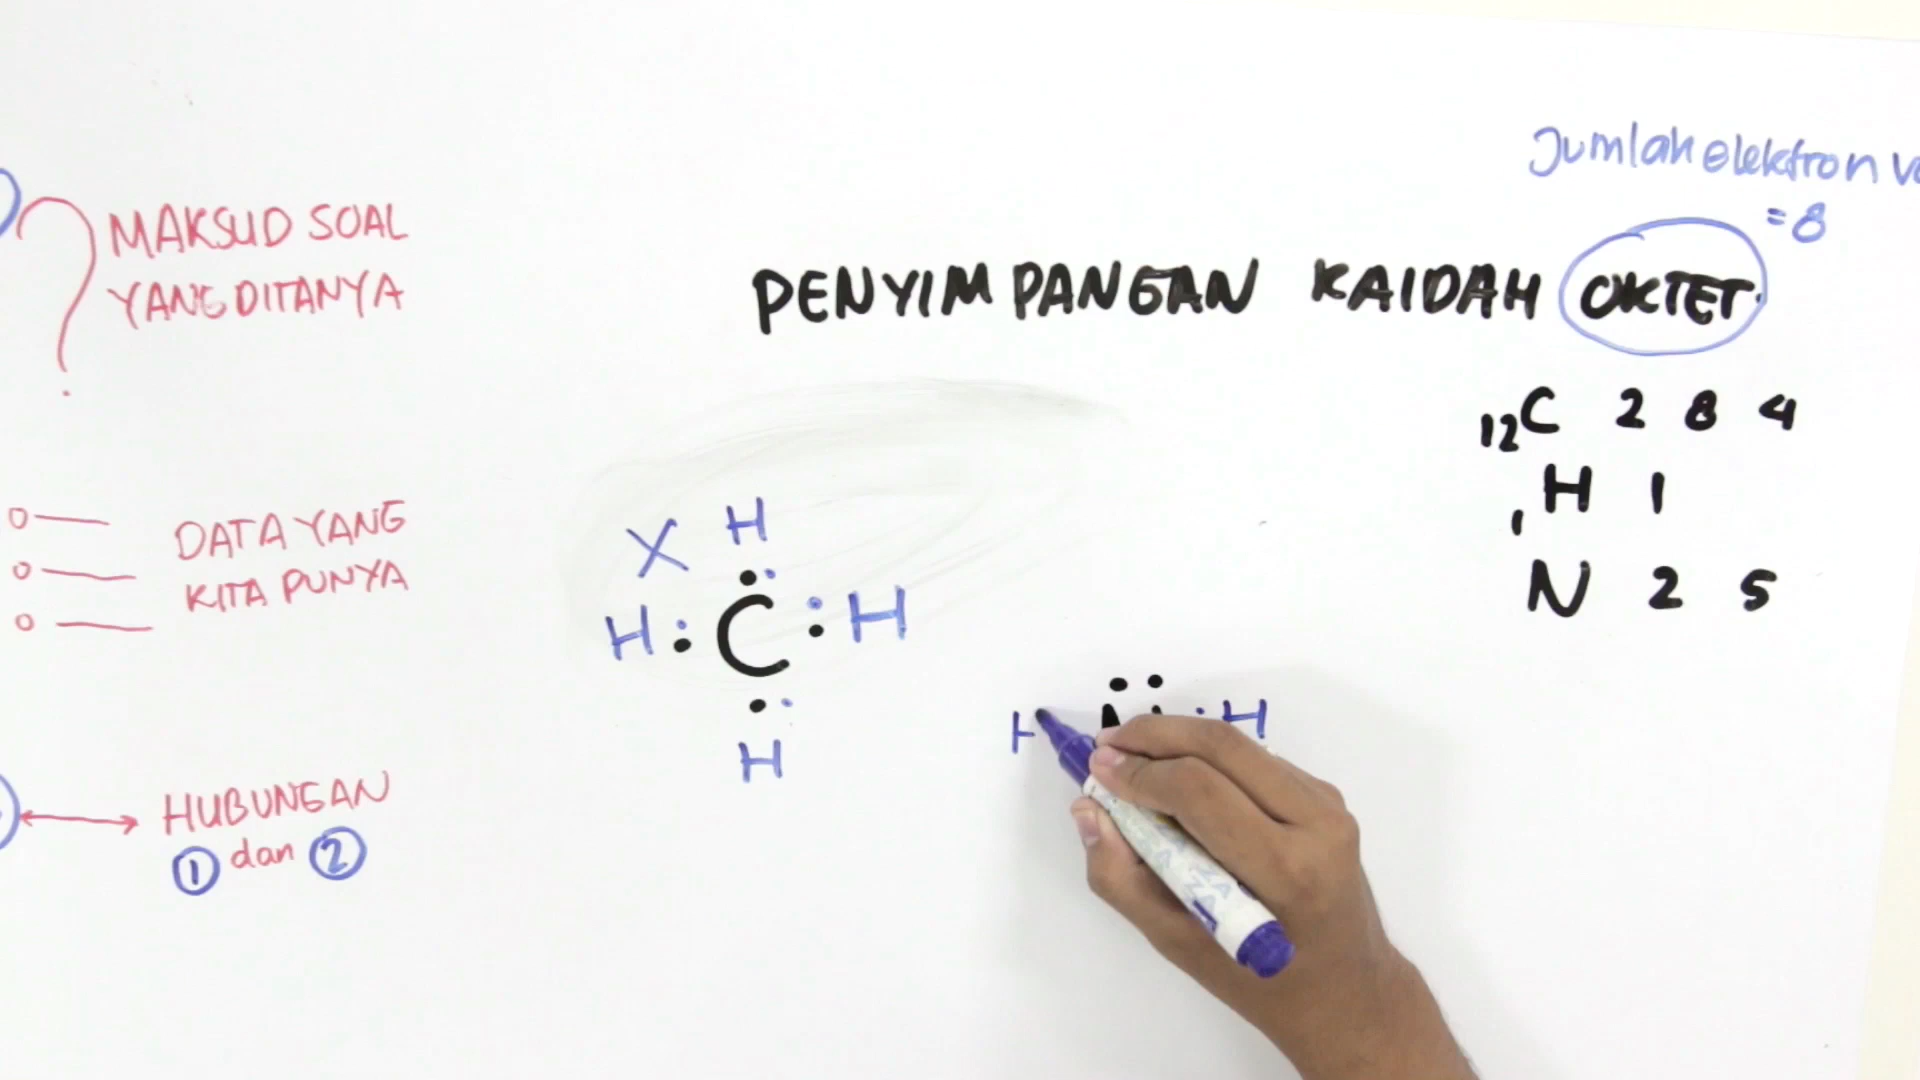 MAKSUD SOAL
YANG DITANYA
DATA YANG
KITA PUNYA
HUBUNGAN
1 dan 2
Jumlah elektron
= 8
PENYIMPANGAN KAIDAH OKTET
12C 2 8 4
1H 1
N 2 5
X H
H : C : H
H
H